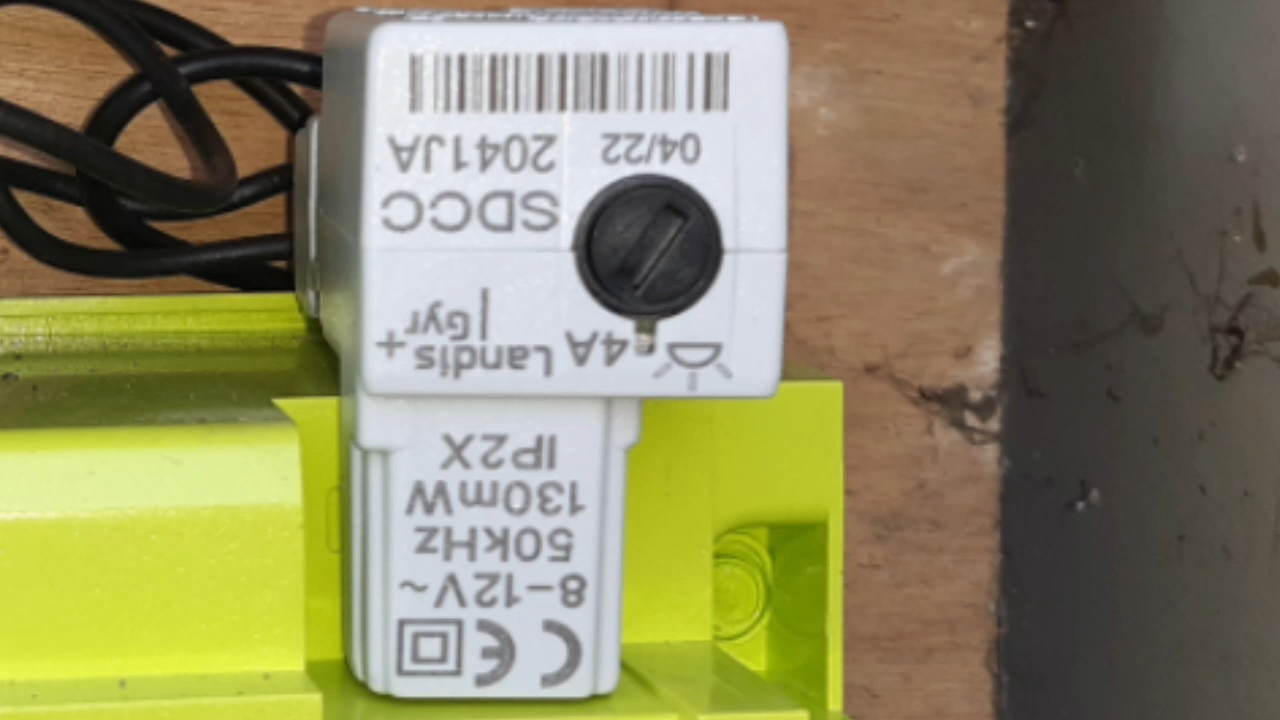 CE
8–12V~
50kHz
130mW
IP2X
4A Landis+
Gyr
SDCC
04/22 2041JA